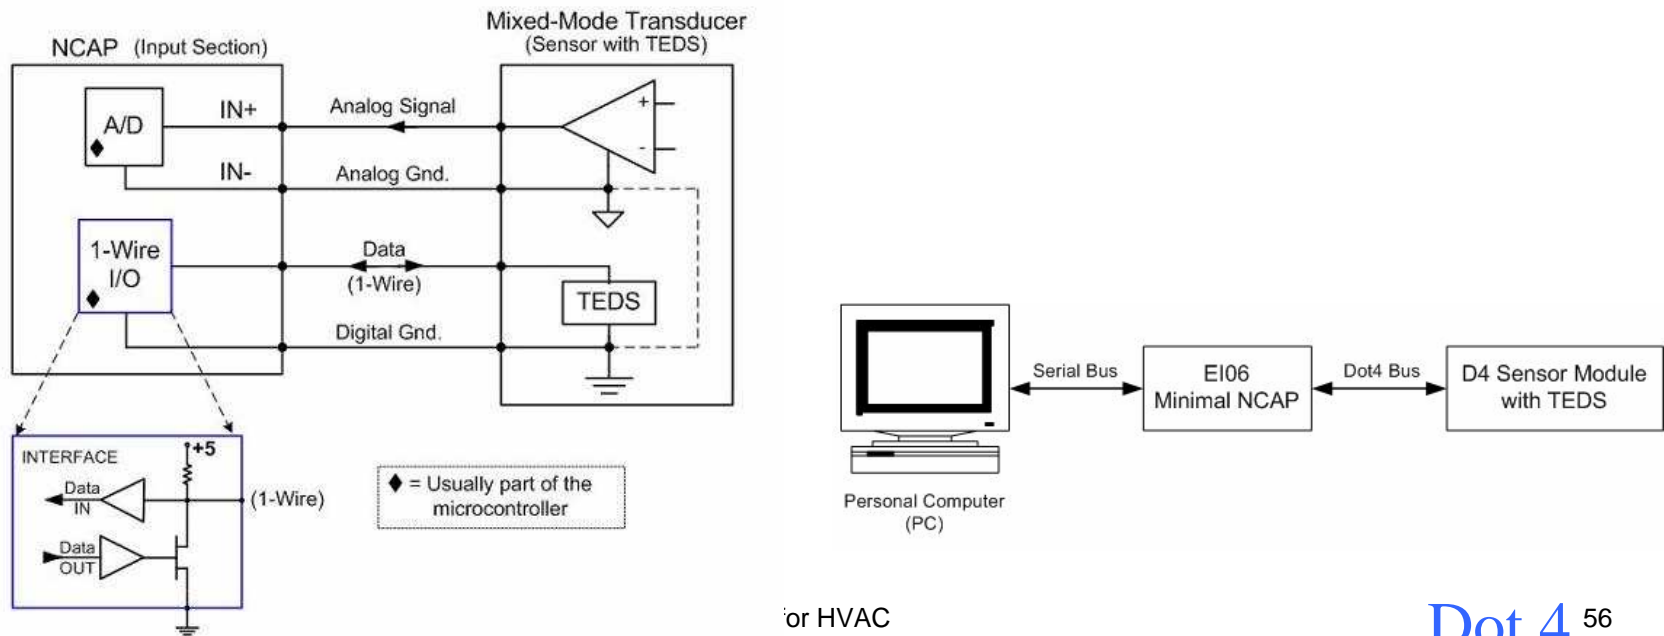 Mixed-Mode Transducer
(Sensor with TEDS)
NCAP (Input Section)
A/D
IN+
Analog Signal
+
-
IN-
Analog Gnd.
1-Wire
I/O
Data
(1-Wire)
TEDS
Digital Gnd.
INTERFACE
+5
Data
IN
(1-Wire)
Data
OUT
♦ = Usually part of the
microcontroller
Serial Bus
EI06
Minimal NCAP
Dot4 Bus
D4 Sensor Module
with TEDS
Personal Computer
(PC)
for HVAC
Dot 4
56